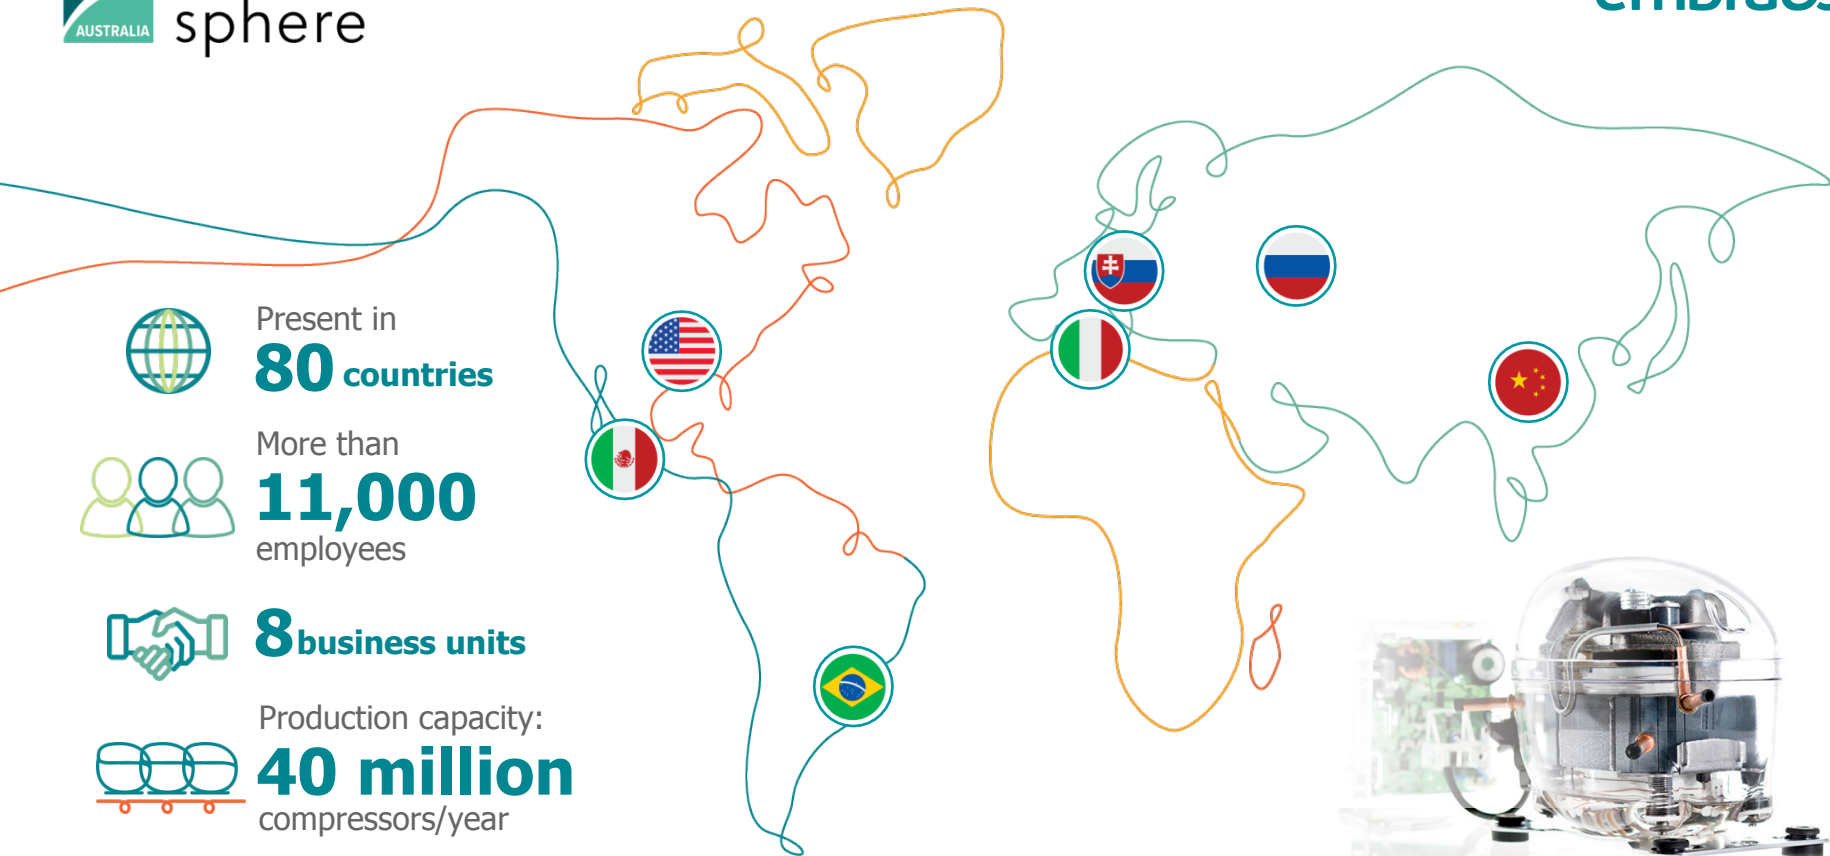 AUSTRALIA
sphere
Present in
80 countries
More than
11,000
employees
8 business units
Production capacity:
40 million
compressors/year